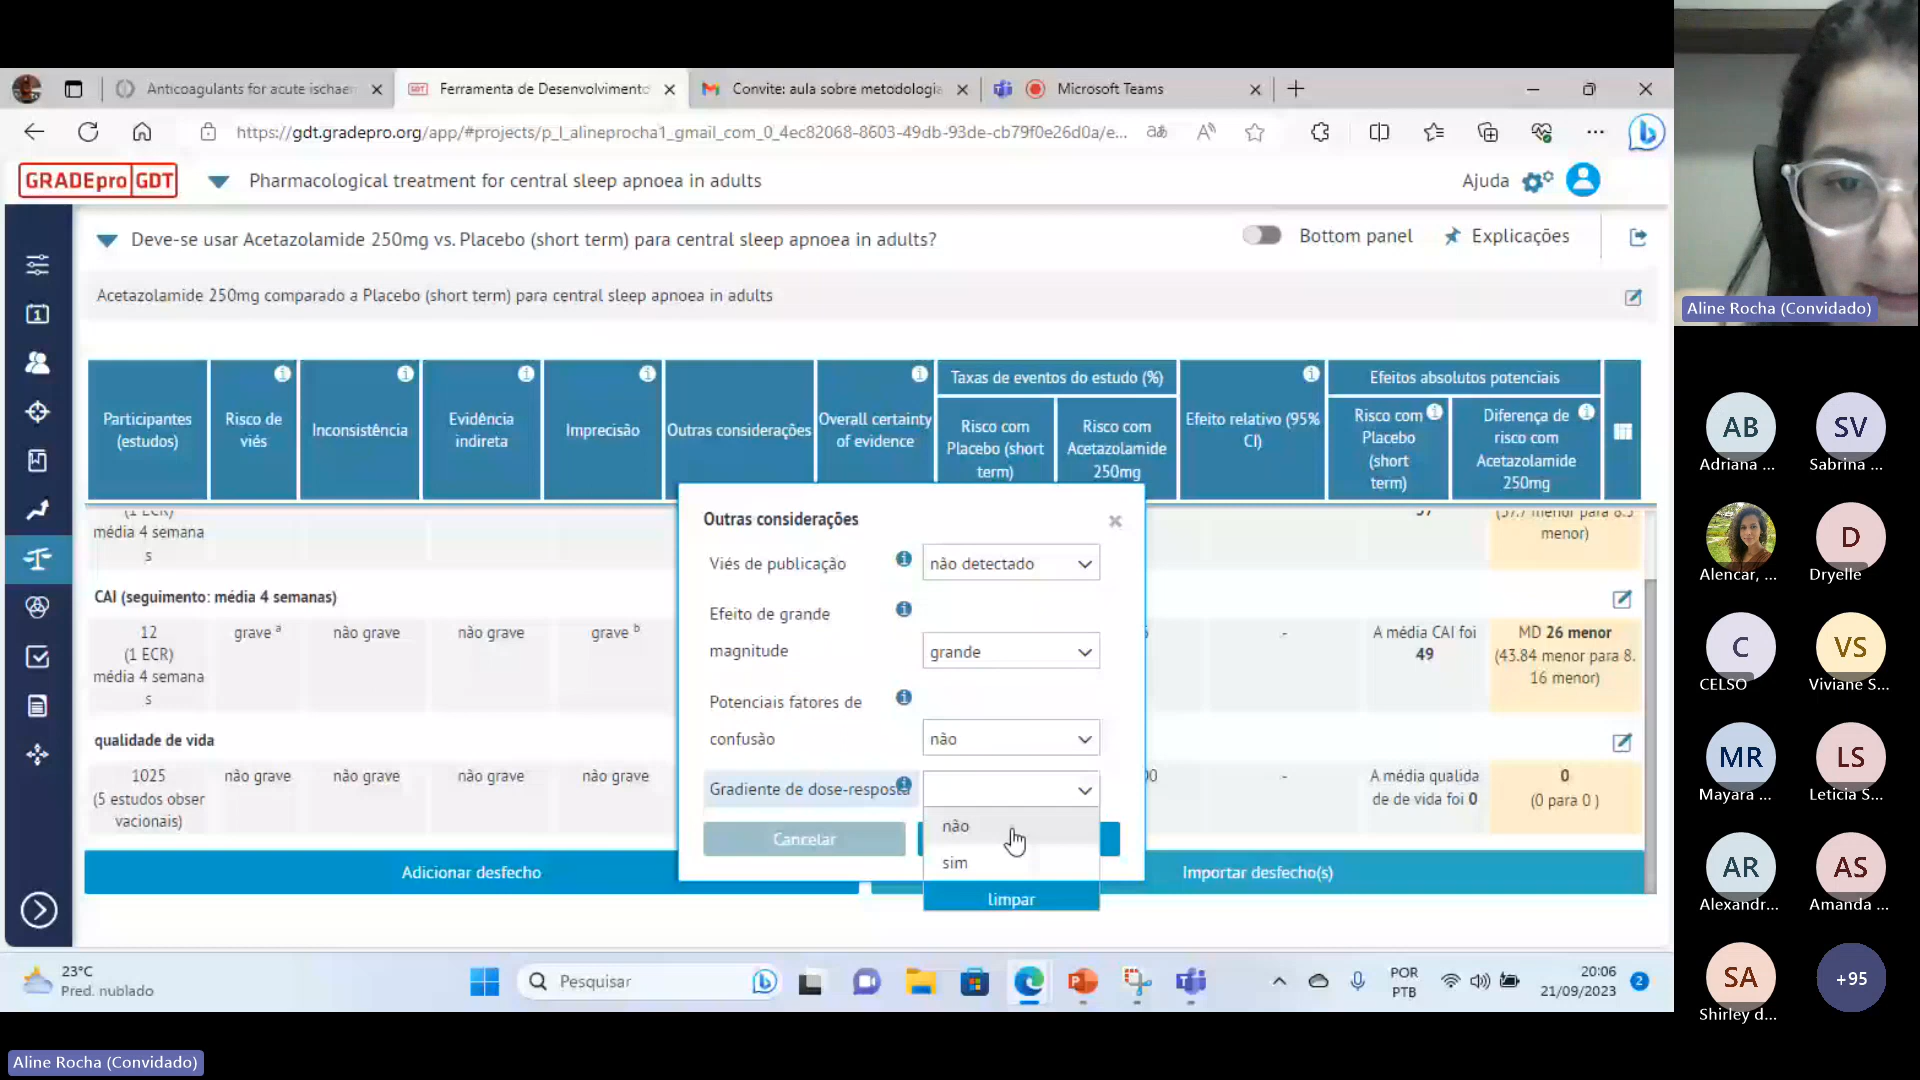 Anticoagulants for acute ischaem
Ferramenta de Desenvolvimento
Convite: aula sobre metodologia
Microsoft Teams
https://gdt.gradepro.org/app/#projects/p_l_alineprocha1_gmail_com_0_4ec82068-8603-49db-93de-cb79f0e26d0a/e...
GRADEpro GDT
Pharmacological treatment for central sleep apnoea in adults
Ajuda
Deve-se usar Acetazolamide 250mg vs. Placebo (short term) para central sleep apnoea in adults?
Bottom panel
Explicações
Acetazolamide 250mg comparado a Placebo (short term) para central sleep apnoea in adults
Participantes (estudos)
Risco de viés
Inconsistência
Evidência indireta
Imprecisão
Outras considerações
Overall certainty of evidence
Taxas de eventos do estudo (%)
Risco com Placebo (short term)
Risco com Acetazolamide 250mg
Efeito relativo (95% CI)
Efeitos absolutos potenciais
Risco com Placebo (short term)
Diferença de risco com Acetazolamide 250mg
(1 ECR)
média 4 semana
s
menor)
CAI (seguimento: média 4 semanas)
12
(1 ECR)
média 4 semana
s
grave a
não grave
não grave
grave b
-
A média CAI foi
49
MD 26 menor
(43.84 menor para 8.
16 menor)
qualidade de vida
1025
(5 estudos obser
vacionais)
não grave
não grave
não grave
não grave
-
A média qualida
de de vida foi 0
0
(0 para 0 )
Adicionar desfecho
Importar desfecho(s)
Outras considerações
Viés de publicação
não detectado
Efeito de grande
magnitude
grande
Potenciais fatores de
confusão
não
Gradiente de dose-resposta
não
sim
limpar
Cancelar
23°C
Pred. nublado
Pesquisar
POR
PTB
20:06
21/09/2023
2
Aline Rocha (Convidado)
AB
Adriana ...
SV
Sabrina ...
Alencar, ...
D
Dryelle
C
CELSO
VS
Viviane S...
MR
Mayara ...
LS
Leticia S...
AR
Alexandr...
AS
Amanda ...
SA
Shirley d...
+95
Aline Rocha (Convidado)